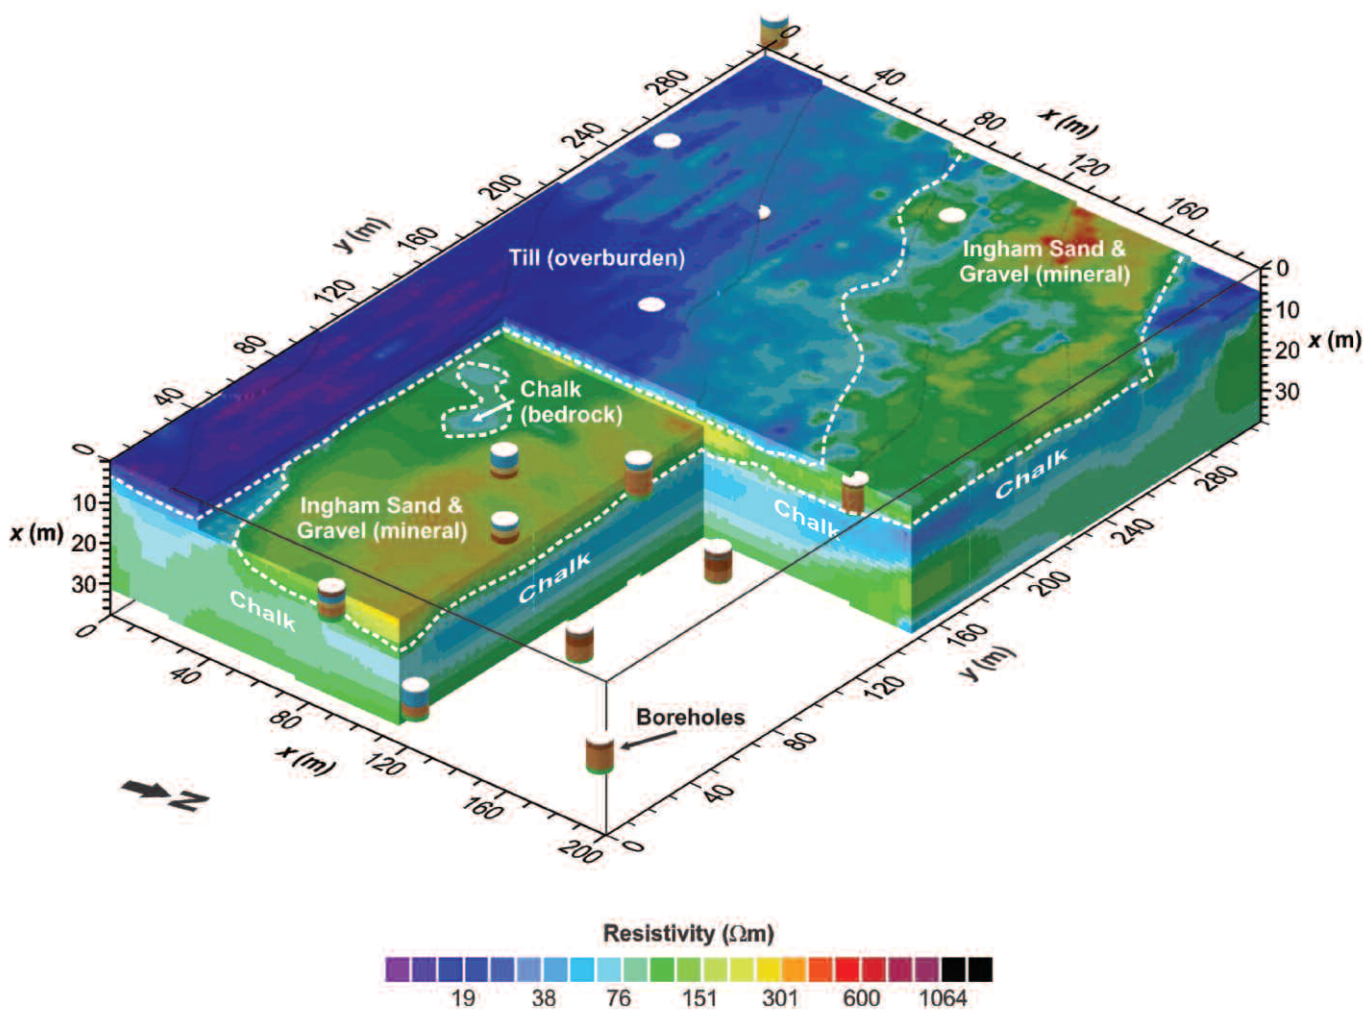 0
40
80
120
160
x (m)
280
240
200
160
120
80
40
0
y (m)
Till (overburden)
Ingham Sand &
Gravel (mineral)
0
10
20
30
x (m)
Chalk
(bedrock)
Ingham Sand &
Gravel (mineral)
0
10
20
30
x (m)
Chalk
Chalk
Chalk
Chalk
0
40
80
120
160
200
x (m)
0
40
80
120
160
200
240
280
y (m)
Boreholes
N
Resistivity (Ωm)
19 38 76 151 301 600 1064